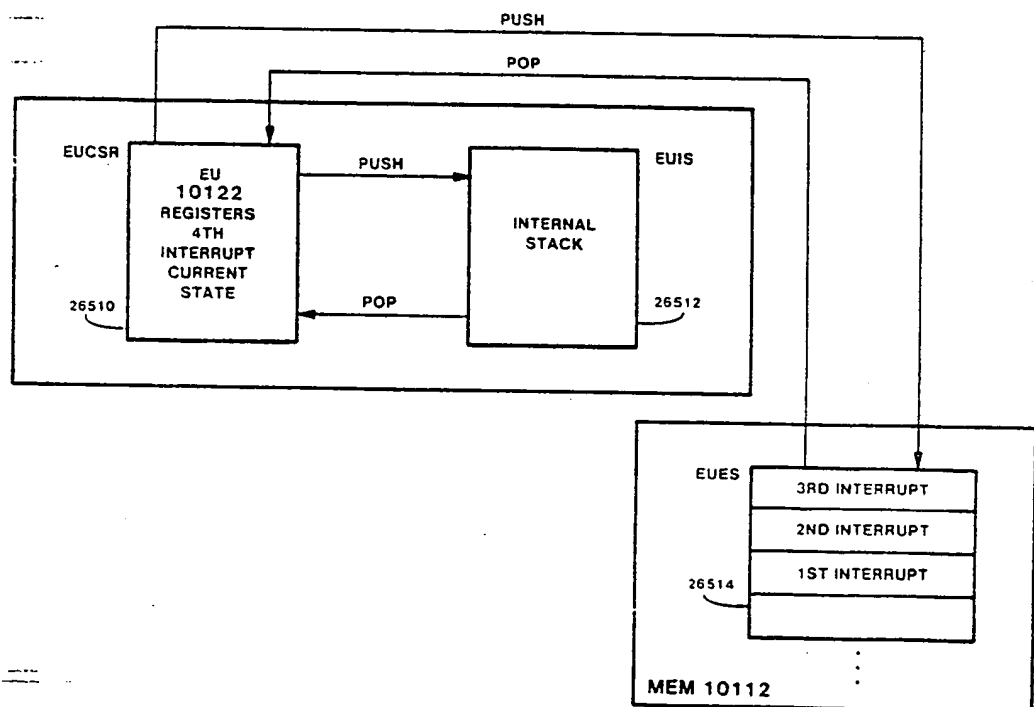 PUSH
POP
EUCSR
EU
10122
REGISTERS
4TH
INTERRUPT
CURRENT
STATE
26510
PUSH
POP
EUIS
INTERNAL
STACK
26512
EUES
3RD INTERRUPT
2ND INTERRUPT
1ST INTERRUPT
26514
MEM 10112